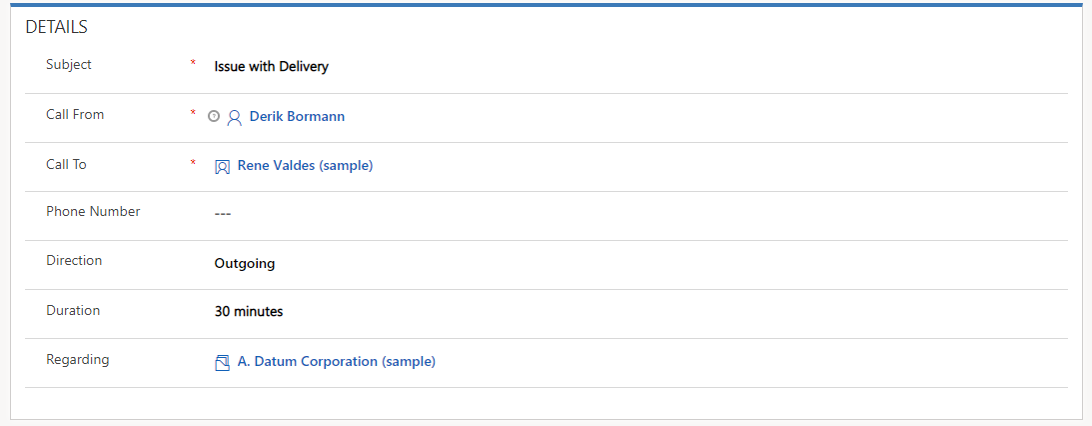 DETAILS
Subject * Issue with Delivery
Call From * Derik Bormann
Call To * Rene Valdes (sample)
Phone Number ---
Direction Outgoing
Duration 30 minutes
Regarding A. Datum Corporation (sample)